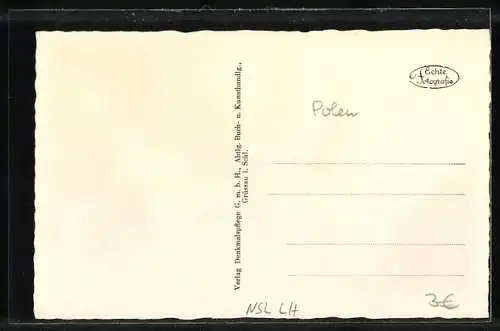 Echte
Fotografie
Polen
Verlag Denkmalspflege G. m. b. H., Abtlg. Buch- u. Kunsthandlg.,
Grüssau i. Schl.
NSL LH
3€